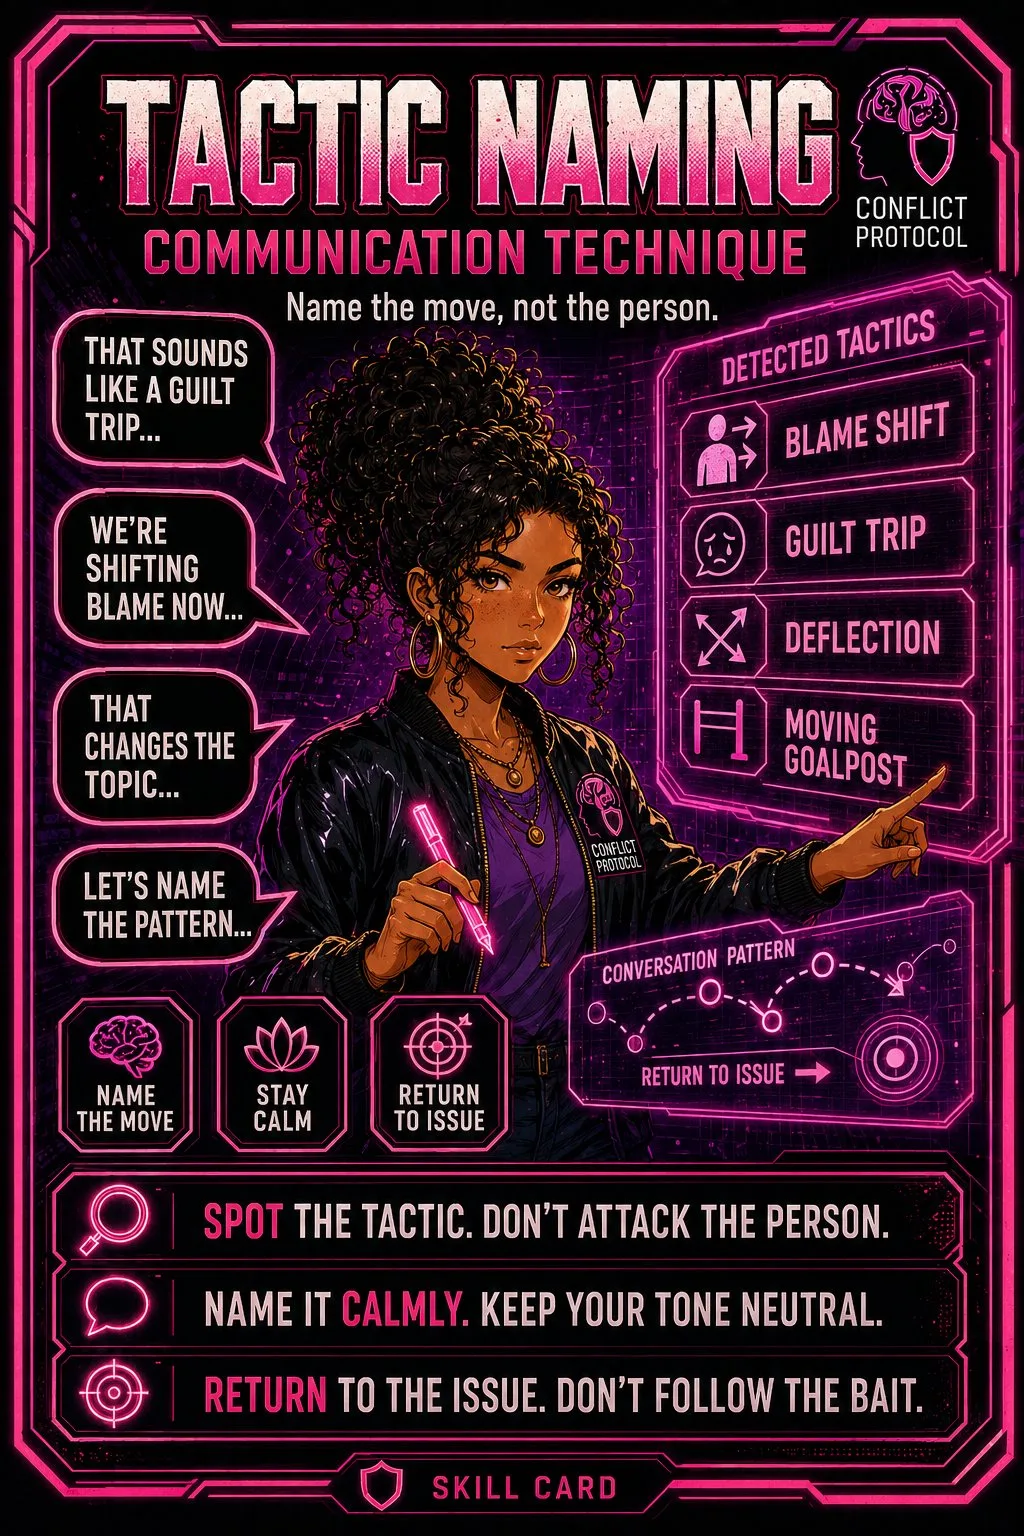 TACTIC NAMING
CONFLICT
PROTOCOL
COMMUNICATION TECHNIQUE
Name the move, not the person.
THAT SOUNDS
LIKE A GUILT
TRIP...
WE'RE
SHIFTING
BLAME NOW...
THAT
CHANGES THE
TOPIC...
LET'S NAME
THE PATTERN...
DETECTED TACTICS
BLAME SHIFT
GUILT TRIP
DEFLECTION
MOVING
GOALPOST
CONFLICT
PROTOCOL
CONVERSATION PATTERN
RETURN TO ISSUE
NAME
THE MOVE
STAY
CALM
RETURN
TO ISSUE
SPOT THE TACTIC. DON'T ATTACK THE PERSON.
NAME IT CALMLY. KEEP YOUR TONE NEUTRAL.
RETURN TO THE ISSUE. DON'T FOLLOW THE BAIT.
SKILL CARD